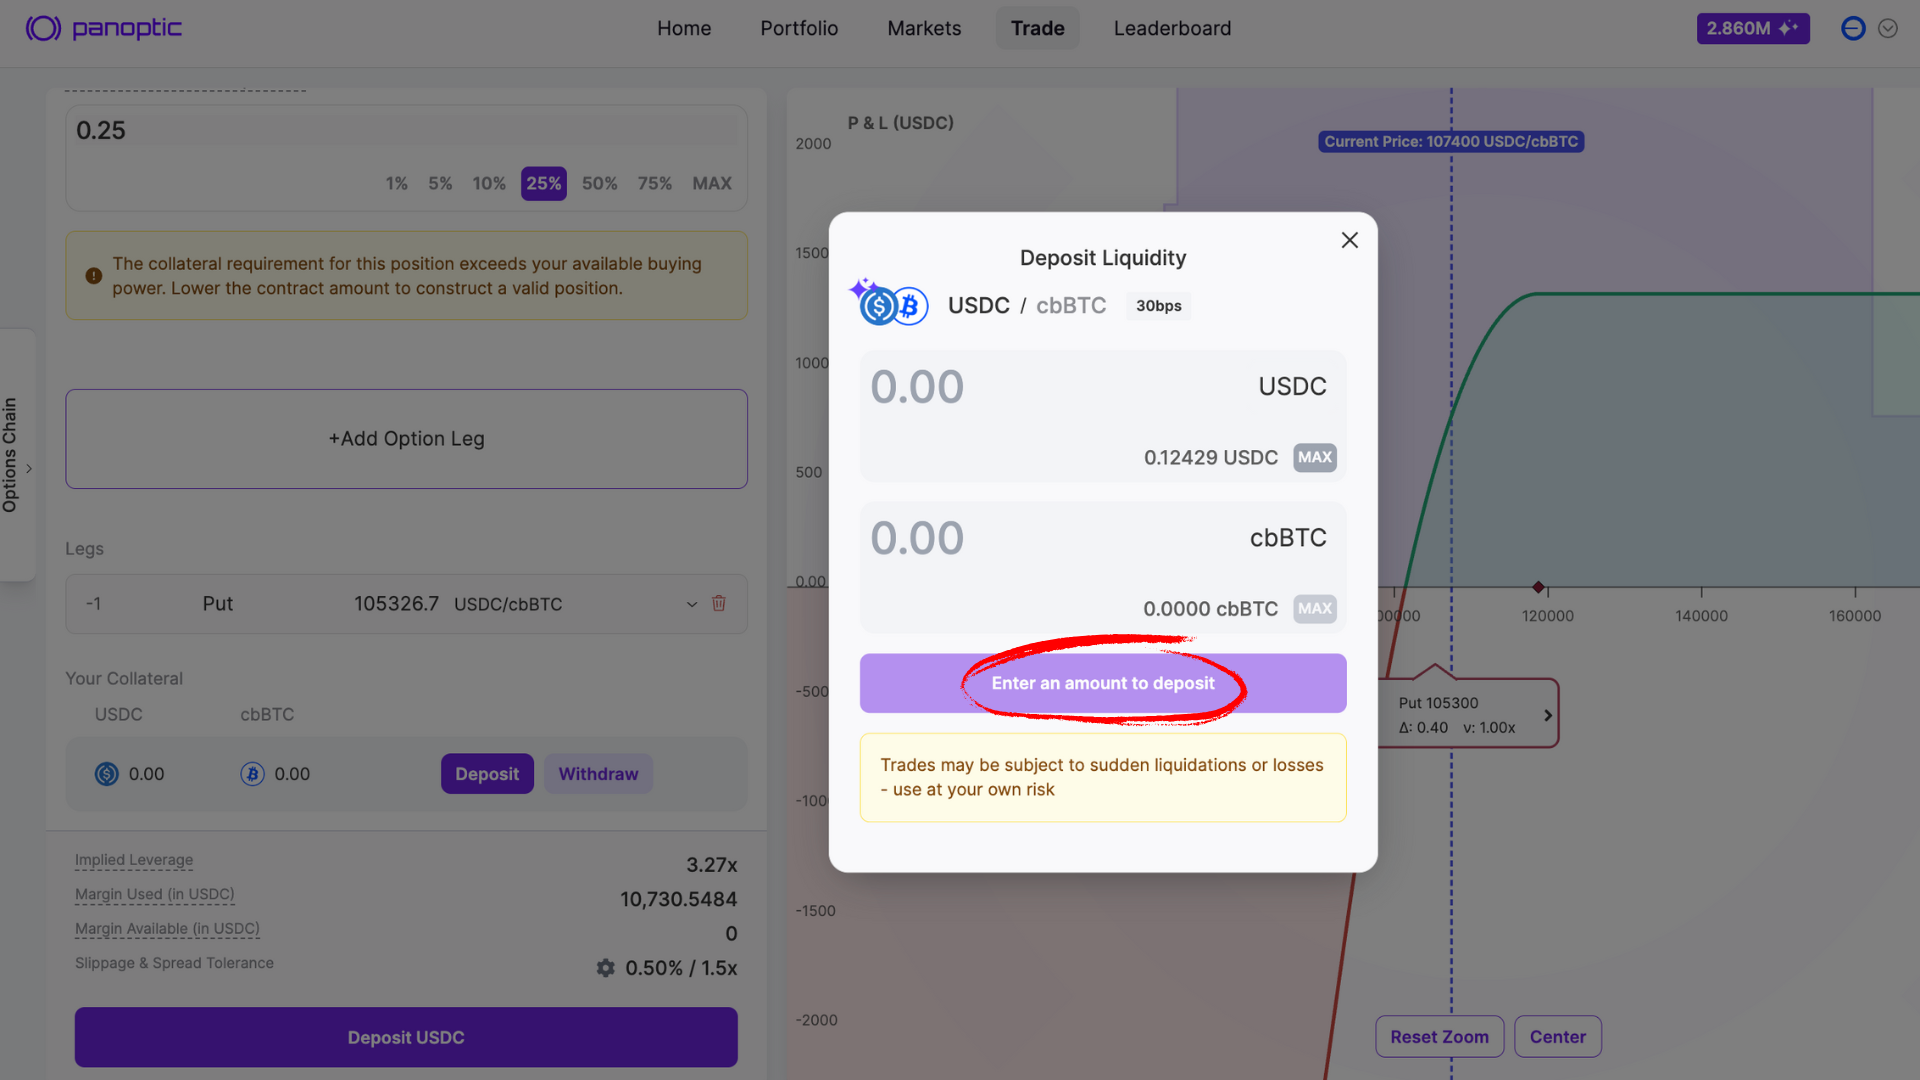 panoptic
Home
Portfolio
Markets
Trade
Leaderboard
2.860M
0.25
1%
5%
10%
25%
50%
75%
MAX
The collateral requirement for this position exceeds your available buying
power. Lower the contract amount to construct a valid position.
Options Chain
+Add Option Leg
Legs
-1
Put
105326.7 USDC/cbBTC
Your Collateral
USDC
cbBTC
0.00
0.00
Deposit
Withdraw
Implied Leverage
3.27x
Margin Used (in USDC)
10,730.5484
Margin Available (in USDC)
0
Slippage & Spread Tolerance
0.50% / 1.5x
Deposit USDC
P & L (USDC)
Current Price: 107400 USDC/cbBTC
2000
1500
1000
500
0.00
-500
-1000
-1500
-2000
120000
140000
160000
Put 105300
Δ: 0.40 ν: 1.00x
Reset Zoom
Center
Deposit Liquidity
USDC / cbBTC
30bps
0.00
USDC
0.12429 USDC
MAX
0.00
cbBTC
0.0000 cbBTC
MAX
Enter an amount to deposit
Trades may be subject to sudden liquidations or losses
- use at your own risk